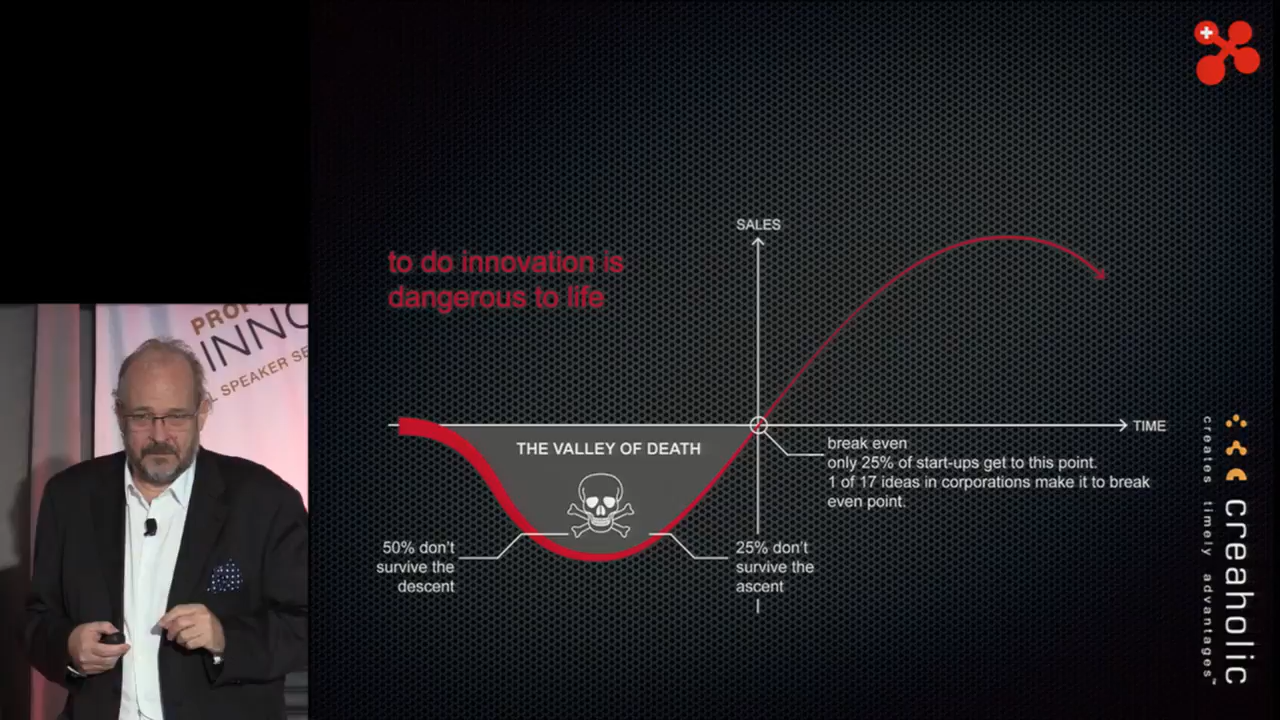 INNO
SPEAKER SE
to do innovation is
dangerous to life
SALES
TIME
THE VALLEY OF DEATH
break even
only 25% of start-ups get to this point.
1 of 17 ideas in corporations make it to break
even point.
50% don't
survive the
descent
25% don't
survive the
ascent
creaholic
creates timely advantages™